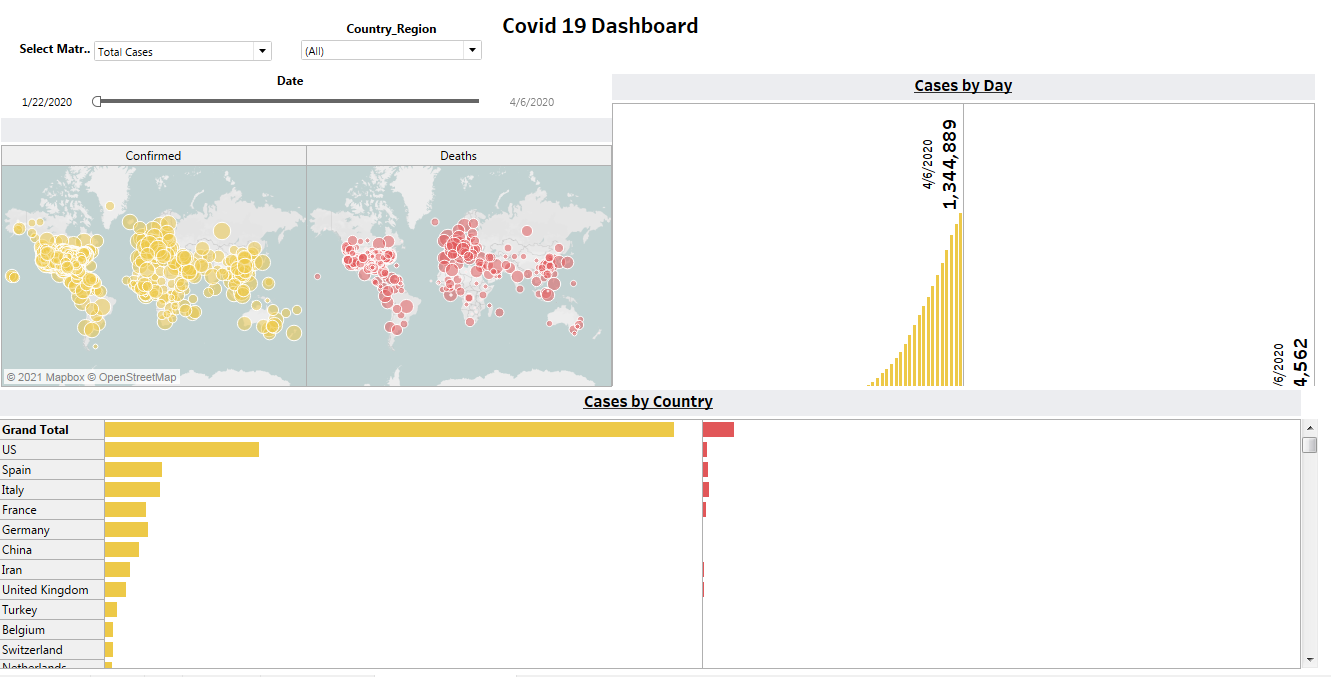 Covid 19 Dashboard
Country_Region
Select Matr..
Total Cases
(All)
Date
1/22/2020
4/6/2020
Cases by Day
4/6/2020
1,344,889
/6/2020
4,562
Confirmed
Deaths
© 2021 Mapbox © OpenStreetMap
Cases by Country
Grand Total
US
Spain
Italy
France
Germany
China
Iran
United Kingdom
Turkey
Belgium
Switzerland
Netherlands